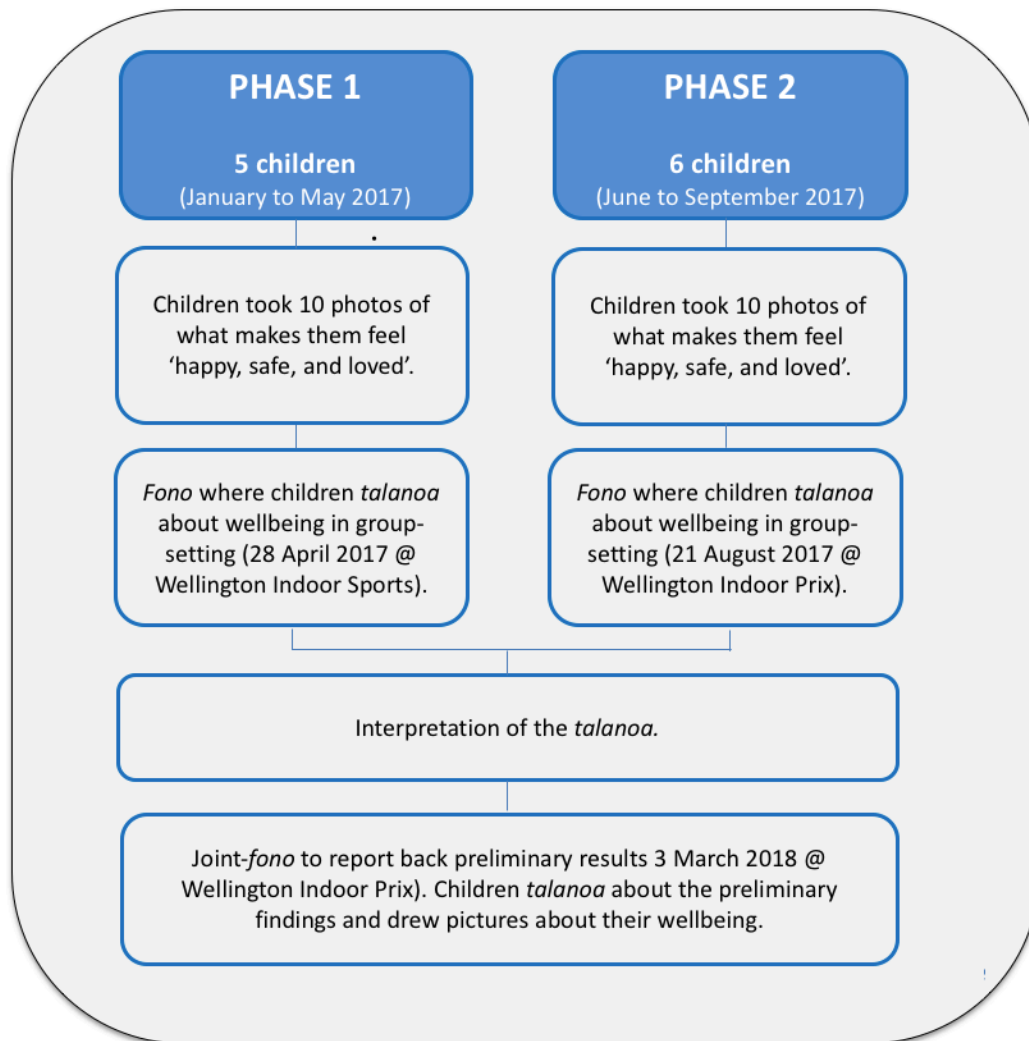 PHASE 1
5 children
(January to May 2017)
Children took 10 photos of
what makes them feel
‘happy, safe, and loved’.
Fono where children talanoa
about wellbeing in group-
setting (28 April 2017 @
Wellington Indoor Sports).
PHASE 2
6 children
(June to September 2017)
Children took 10 photos of
what makes them feel
‘happy, safe, and loved’.
Fono where children talanoa
about wellbeing in group-
setting (21 August 2017 @
Wellington Indoor Prix).
Interpretation of the talanoa.
Joint-fono to report back preliminary results 3 March 2018 @
Wellington Indoor Prix). Children talanoa about the preliminary
findings and drew pictures about their wellbeing.